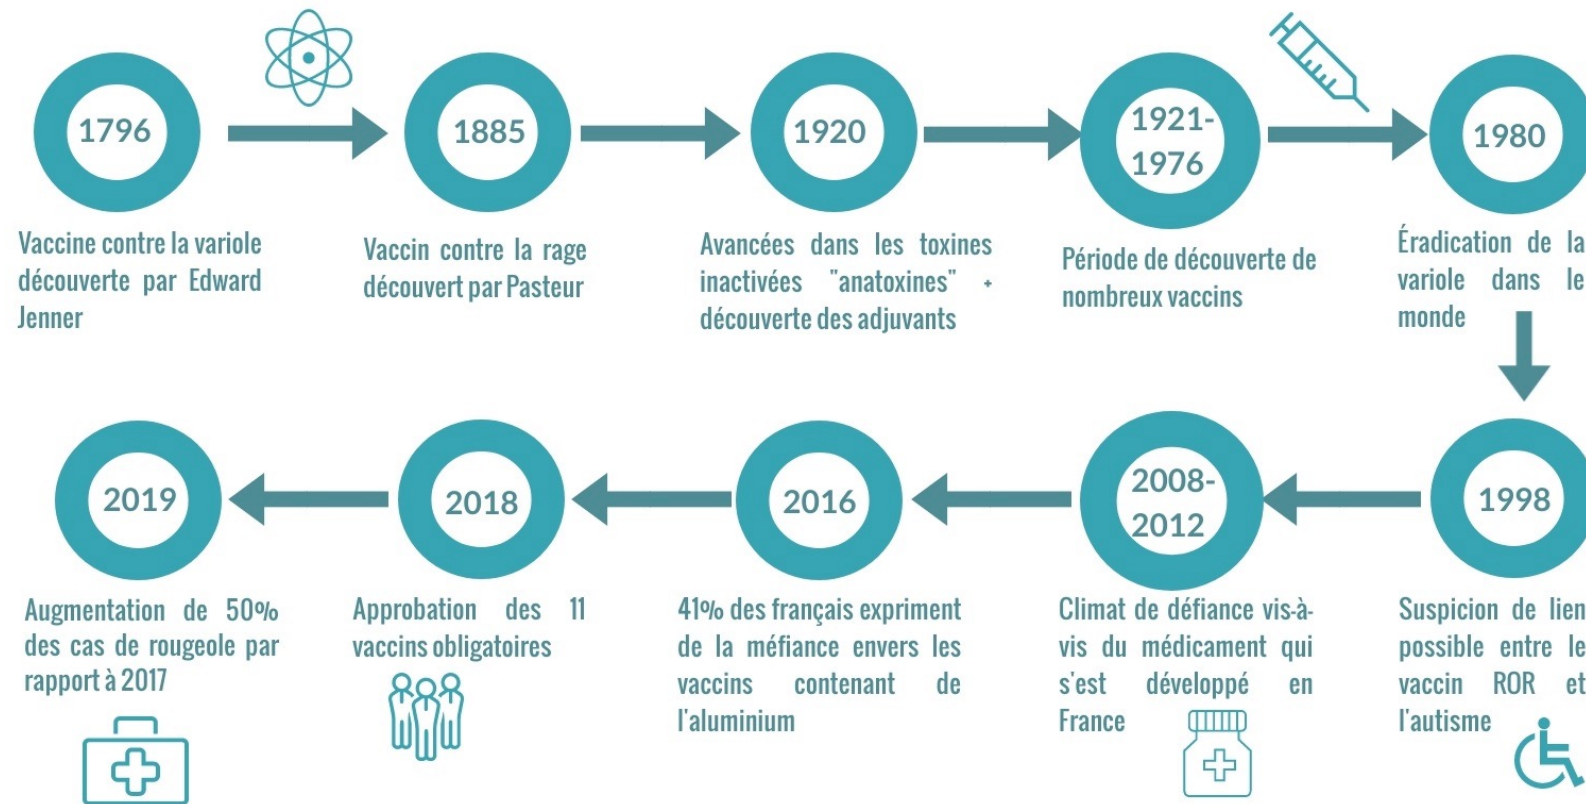 1796
Vaccine contre la variole
découverte par Edward
Jenner
1885
Vaccin contre la rage
découvert par Pasteur
1920
Avancées dans les toxines
inactivées "anatoxines" +
découverte des adjuvants
1921-
1976
Période de découverte de
nombreux vaccins
1980
Éradication de la
variole dans le
monde
1998
Suspicion de lien
possible entre le
vaccin ROR et
l'autisme
2008-
2012
Climat de défiance vis-à-
vis du médicament qui
s'est développé en
France
2016
41% des français expriment
de la méfiance envers les
vaccins contenant de
l'aluminium
2018
Approbation des 11
vaccins obligatoires
2019
Augmentation de 50%
des cas de rougeole par
rapport à 2017